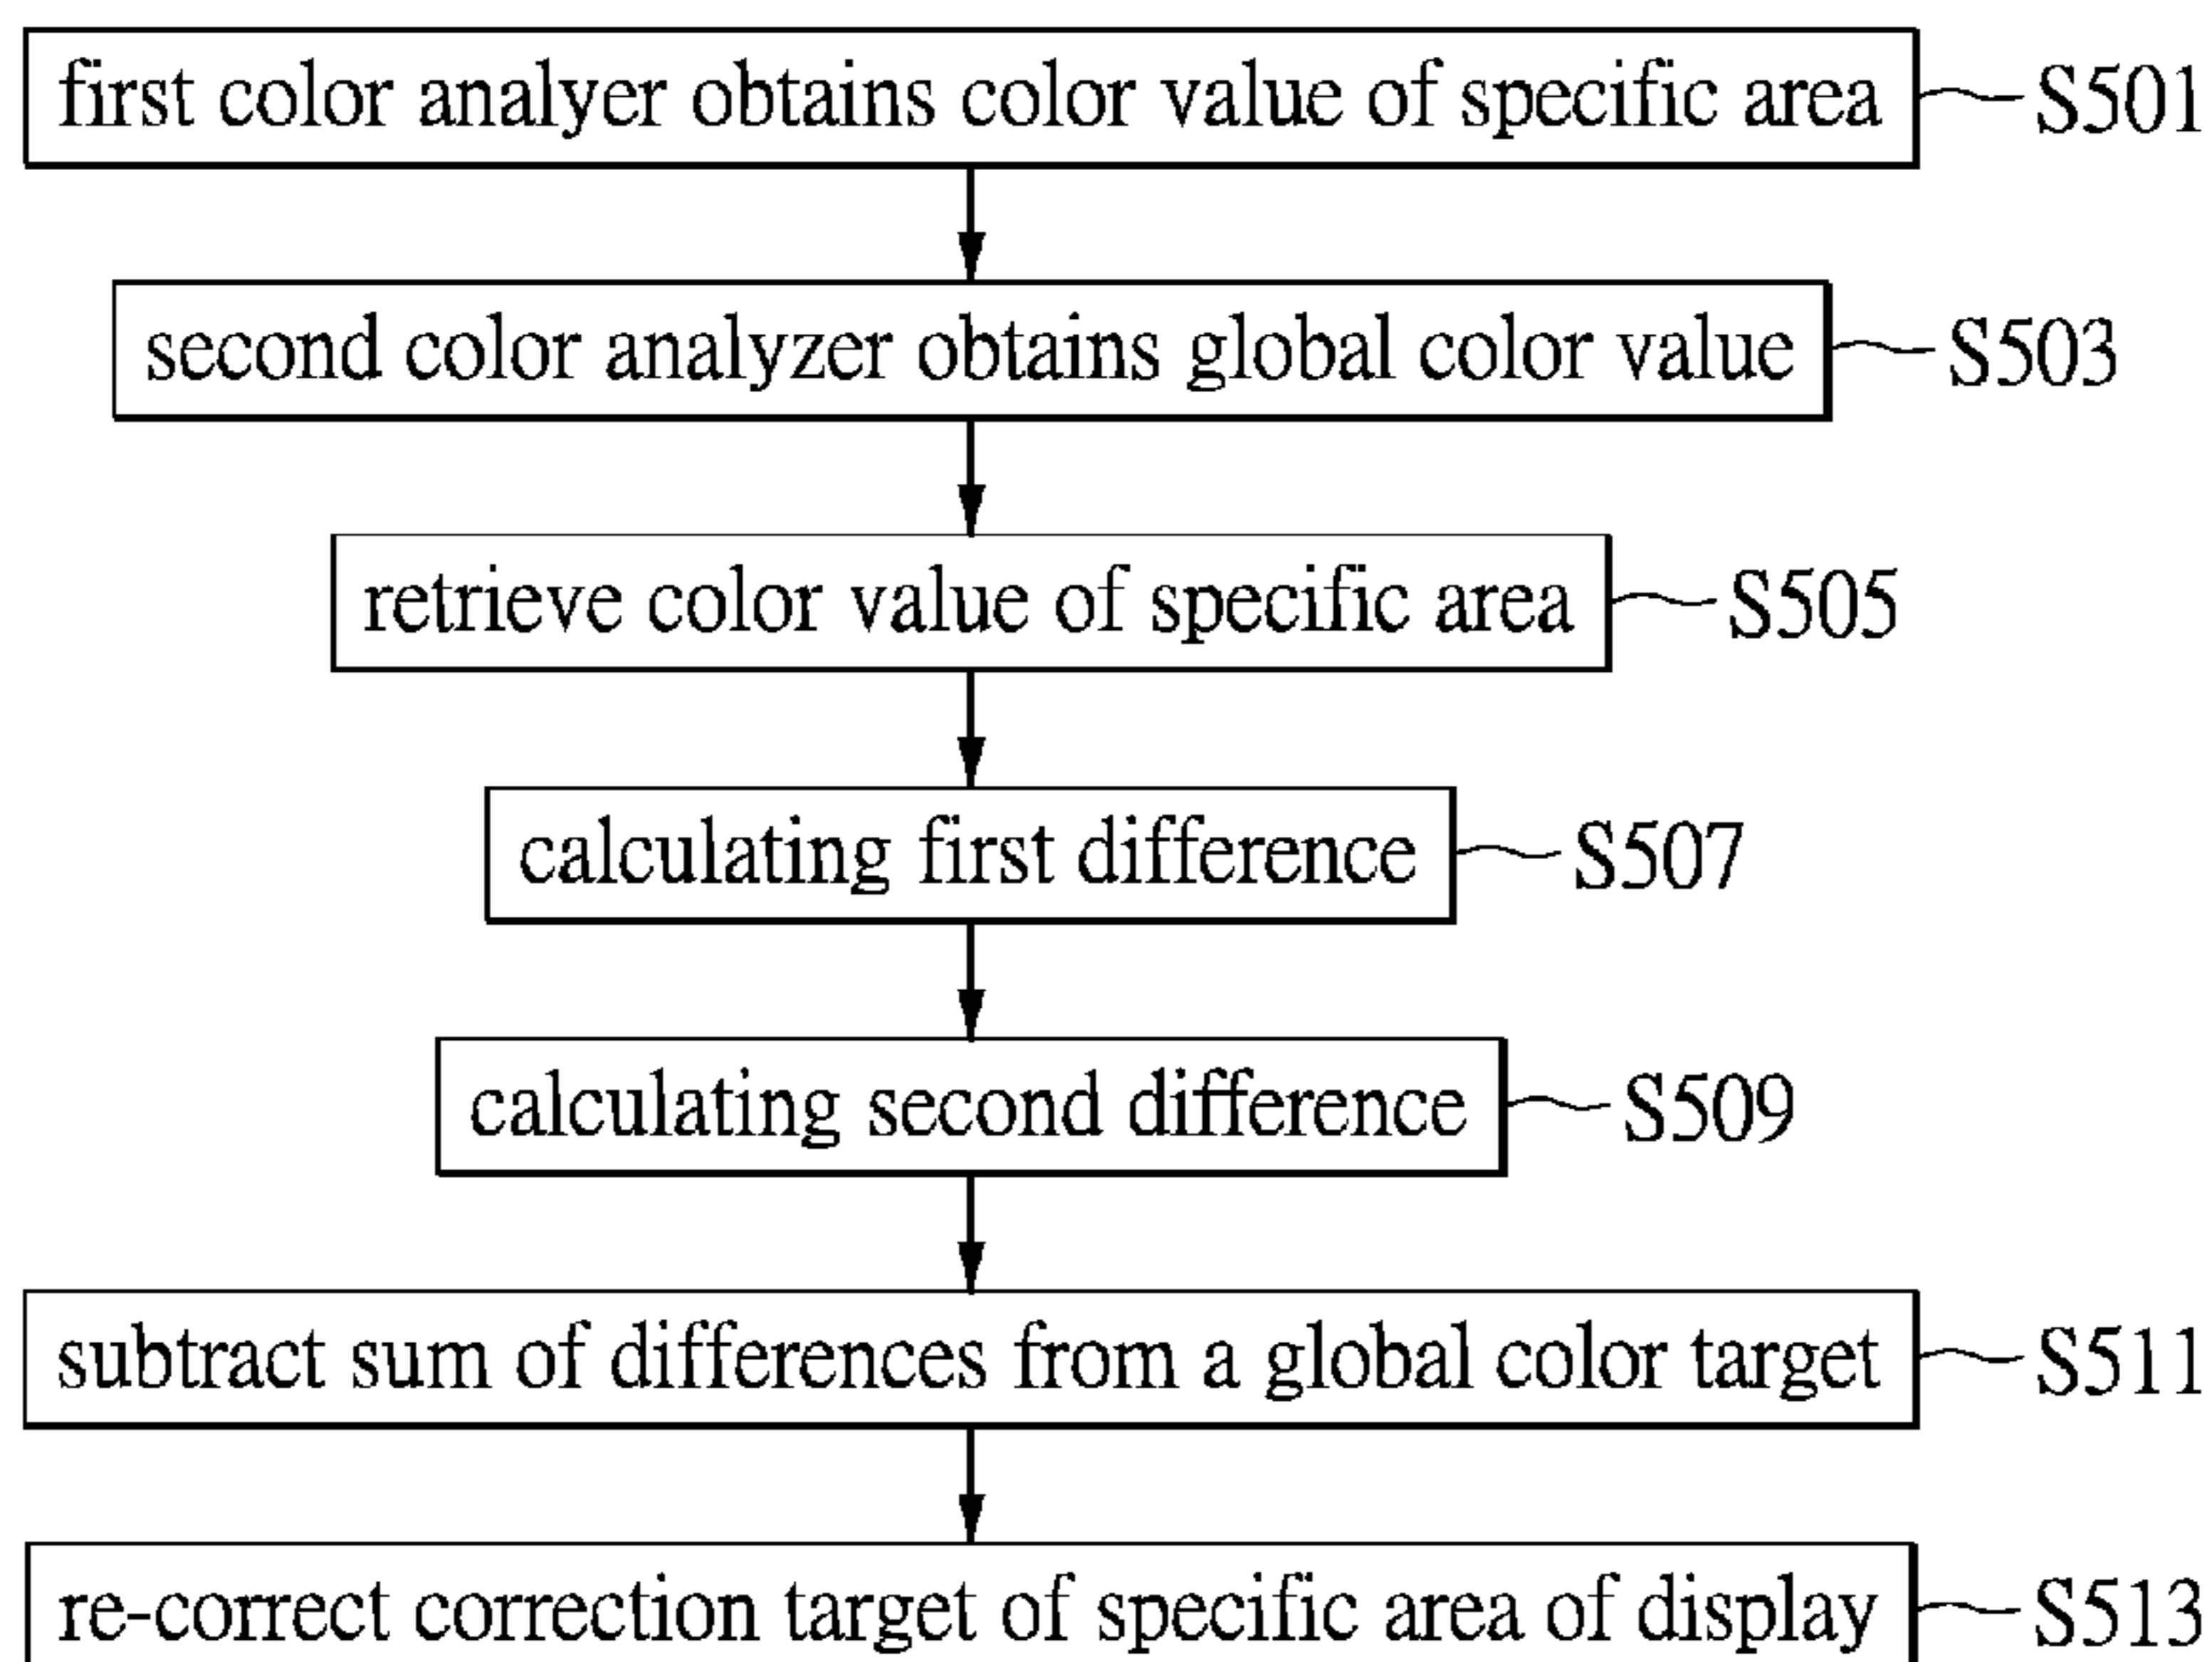 first color analyer obtains color value of specific area S501
second color analyzer obtains global color value S503
retrieve color value of specific area S505
calculating first difference S507
calculating second difference S509
subtract sum of differences from a global color target S511
re-correct correction target of specific area of display S513